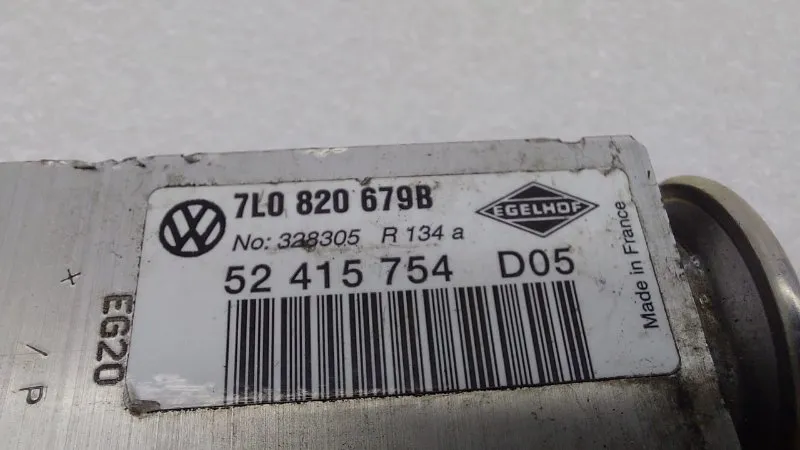 7L0 820 679B
EGELHOF
No: 328305 R 134 a
52 415 754 D05
Made in France
EG20
/ P
x